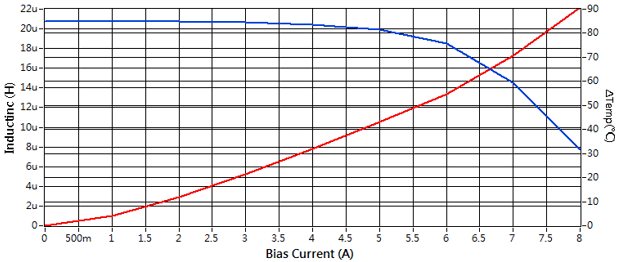 22u
20u
18u
16u
14u
12u
10u
8u
6u
4u
2u
0
Inductinc (H)
90
80
70
60
50
40
30
20
10
0
ΔTemp(°C)
0 500m 1 1.5 2 2.5 3 3.5 4 4.5 5 5.5 6 6.5 7 7.5 8
Bias Current (A)